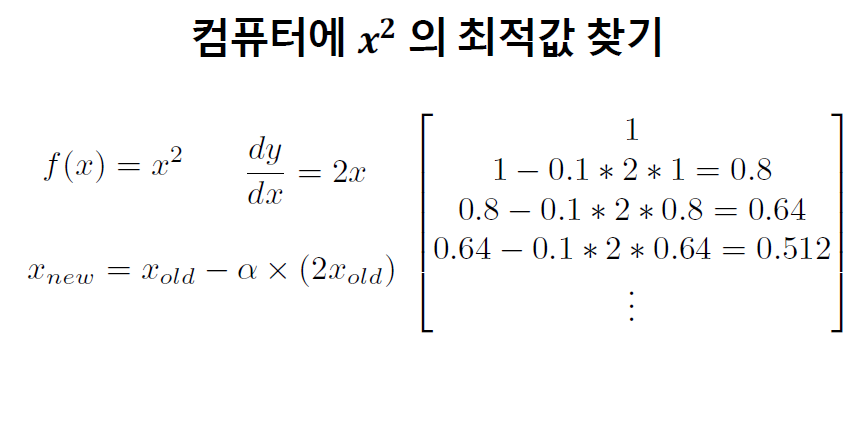 컴퓨터에 x² 의 최적값 찾기
f(x) = x²
dy/dx = 2x
x_new = x_old − α × (2x_old)
1
1 − 0.1 ∗ 2 ∗ 1 = 0.8
0.8 − 0.1 ∗ 2 ∗ 0.8 = 0.64
0.64 − 0.1 ∗ 2 ∗ 0.64 = 0.512
⋮